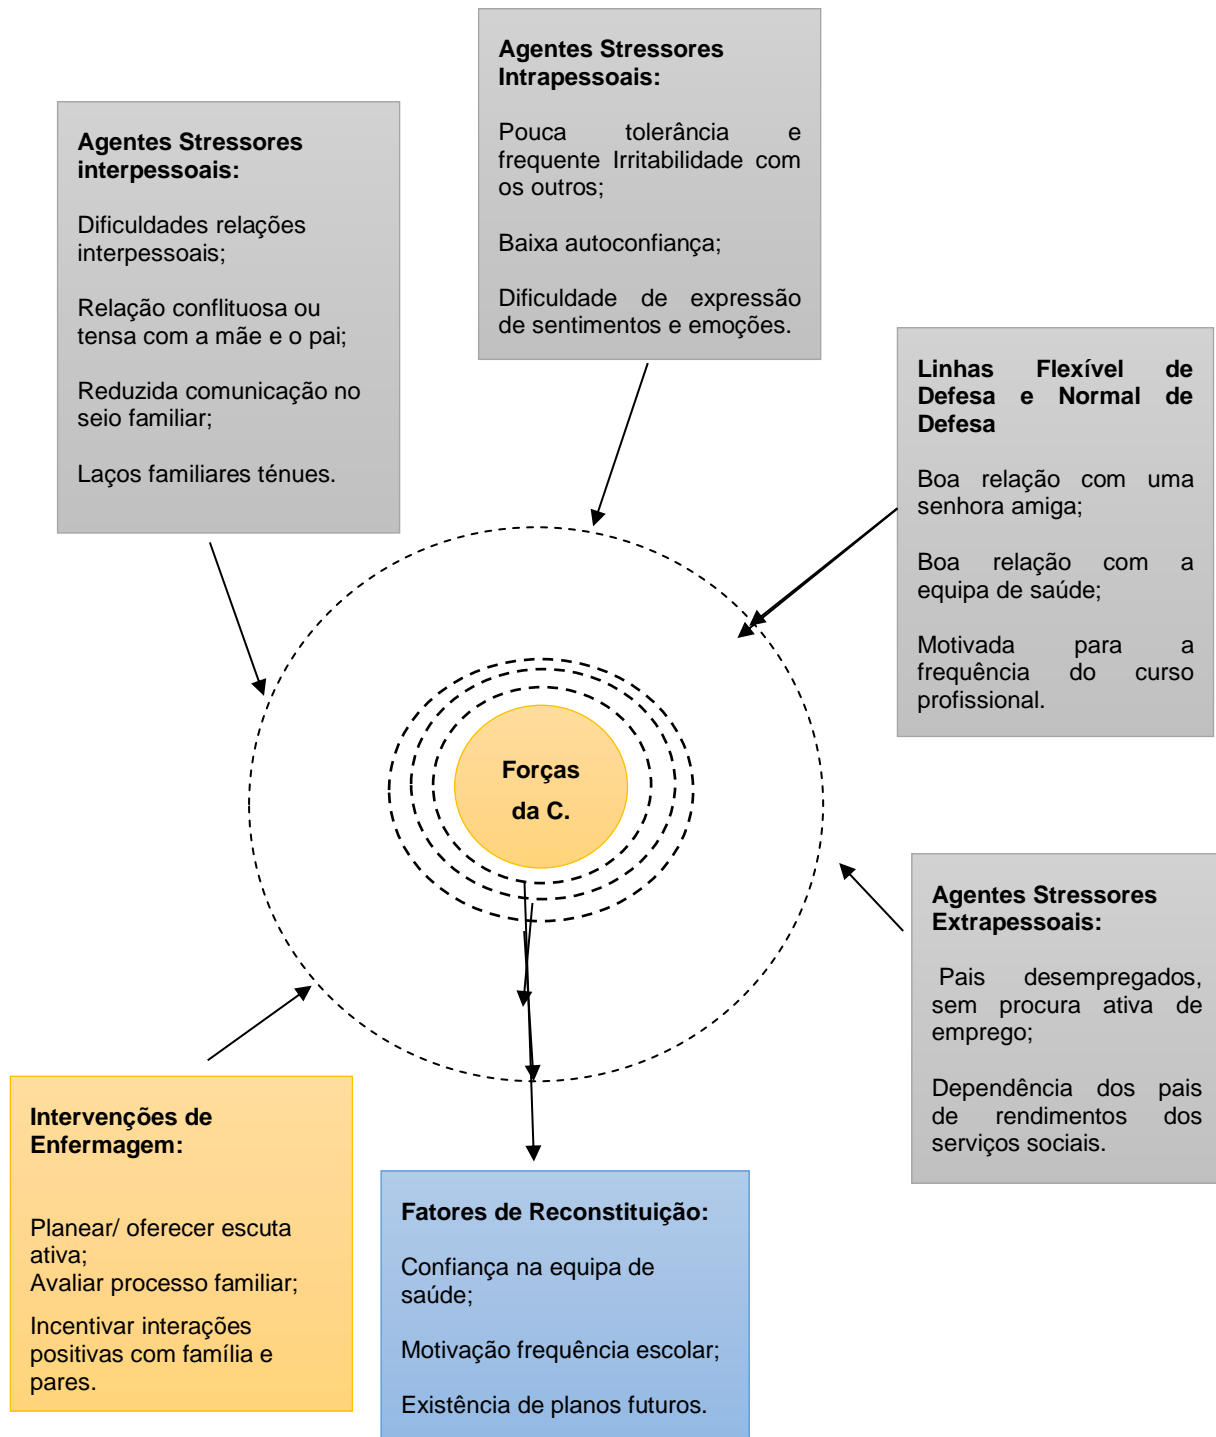 Agentes Stressores
Intrapessoais:
Pouca tolerância e
frequente Irritabilidade com
os outros;
Baixa autoconfiança;
Dificuldade de expressão
de sentimentos e emoções.
Agentes Stressores
interpessoais:
Dificuldades relações
interpessoais;
Relação conflituosa ou
tensa com a mãe e o pai;
Reduzida comunicação no
seio familiar;
Laços familiares ténues.
Linhas Flexível de
Defesa e Normal de
Defesa
Boa relação com uma
senhora amiga;
Boa relação com a
equipa de saúde;
Motivada para a
frequência do curso
profissional.
Forças
da C.
Agentes Stressores
Extrapessoais:
Pais desempregados,
sem procura ativa de
emprego;
Dependência dos pais
de rendimentos dos
serviços sociais.
Intervenções de
Enfermagem:
Planear/ oferecer escuta
ativa;
Avaliar processo familiar;
Incentivar interações
positivas com família e
pares.
Fatores de Reconstituição:
Confiança na equipa de
saúde;
Motivação frequência escolar;
Existência de planos futuros.